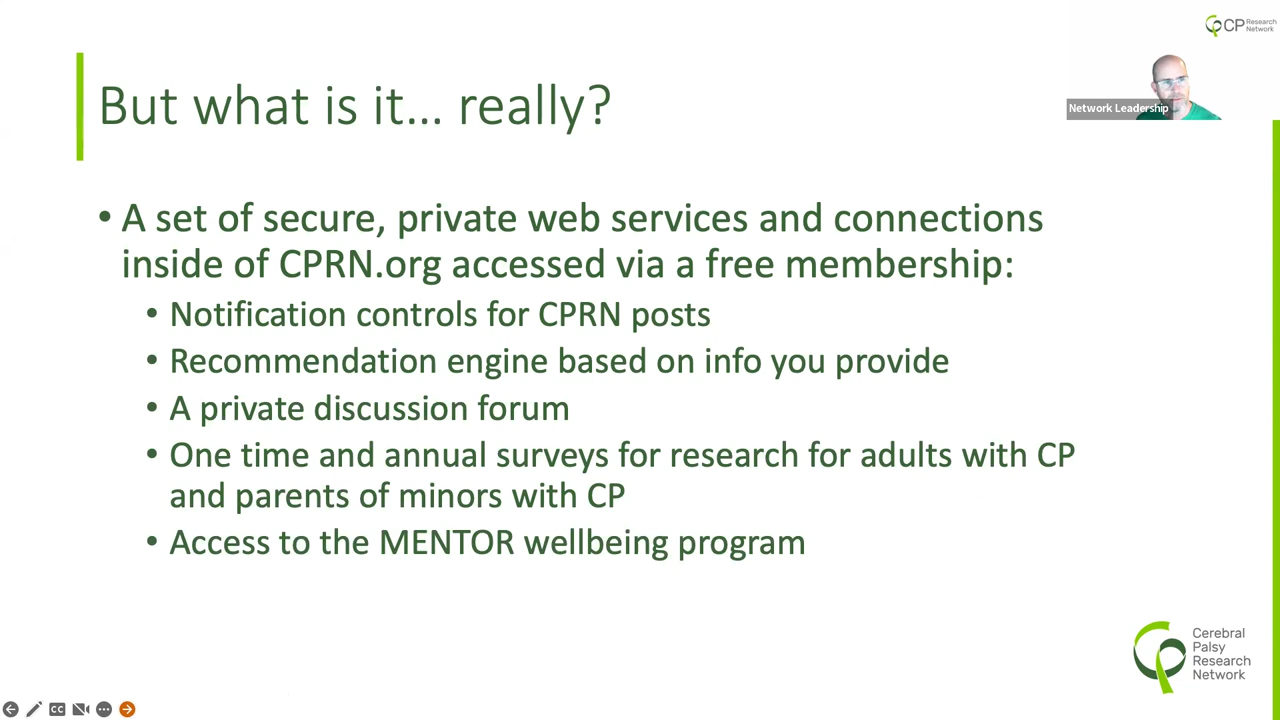 CP Research
Network
Network Leadership
But what is it... really?
• A set of secure, private web services and connections
inside of CPRN.org accessed via a free membership:
• Notification controls for CPRN posts
• Recommendation engine based on info you provide
• A private discussion forum
• One time and annual surveys for research for adults with CP
and parents of minors with CP
• Access to the MENTOR wellbeing program
Cerebral
Palsy
Research
Network
CC